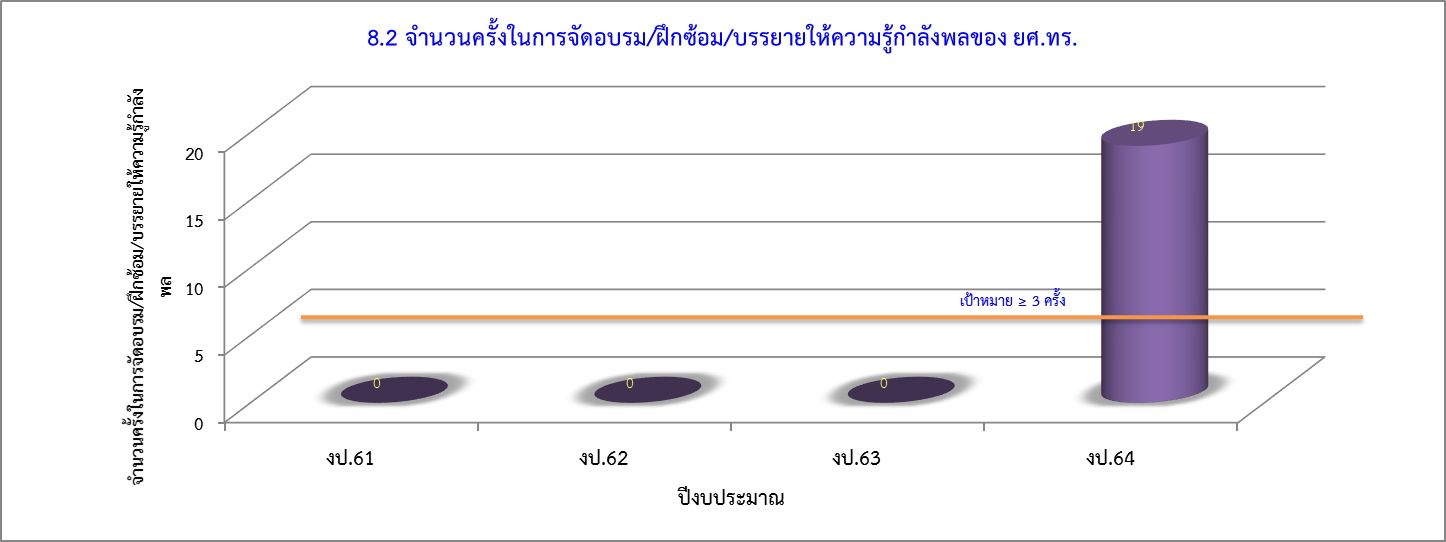 8.2 จำนวนครั้งในการจัดอบรม/ฝึกซ้อม/บรรยายให้ความรู้กำลังพลของ ยศ.ทร.
จำนวนครั้งในการจัดอบรม/ฝึกซ้อม/บรรยายให้ความรู้กำลัง
พล
20
15
10
5
0
19
เป้าหมาย ≥ 3 ครั้ง
0
0
0
งป.61
งป.62
งป.63
งป.64
ปีงบประมาณ